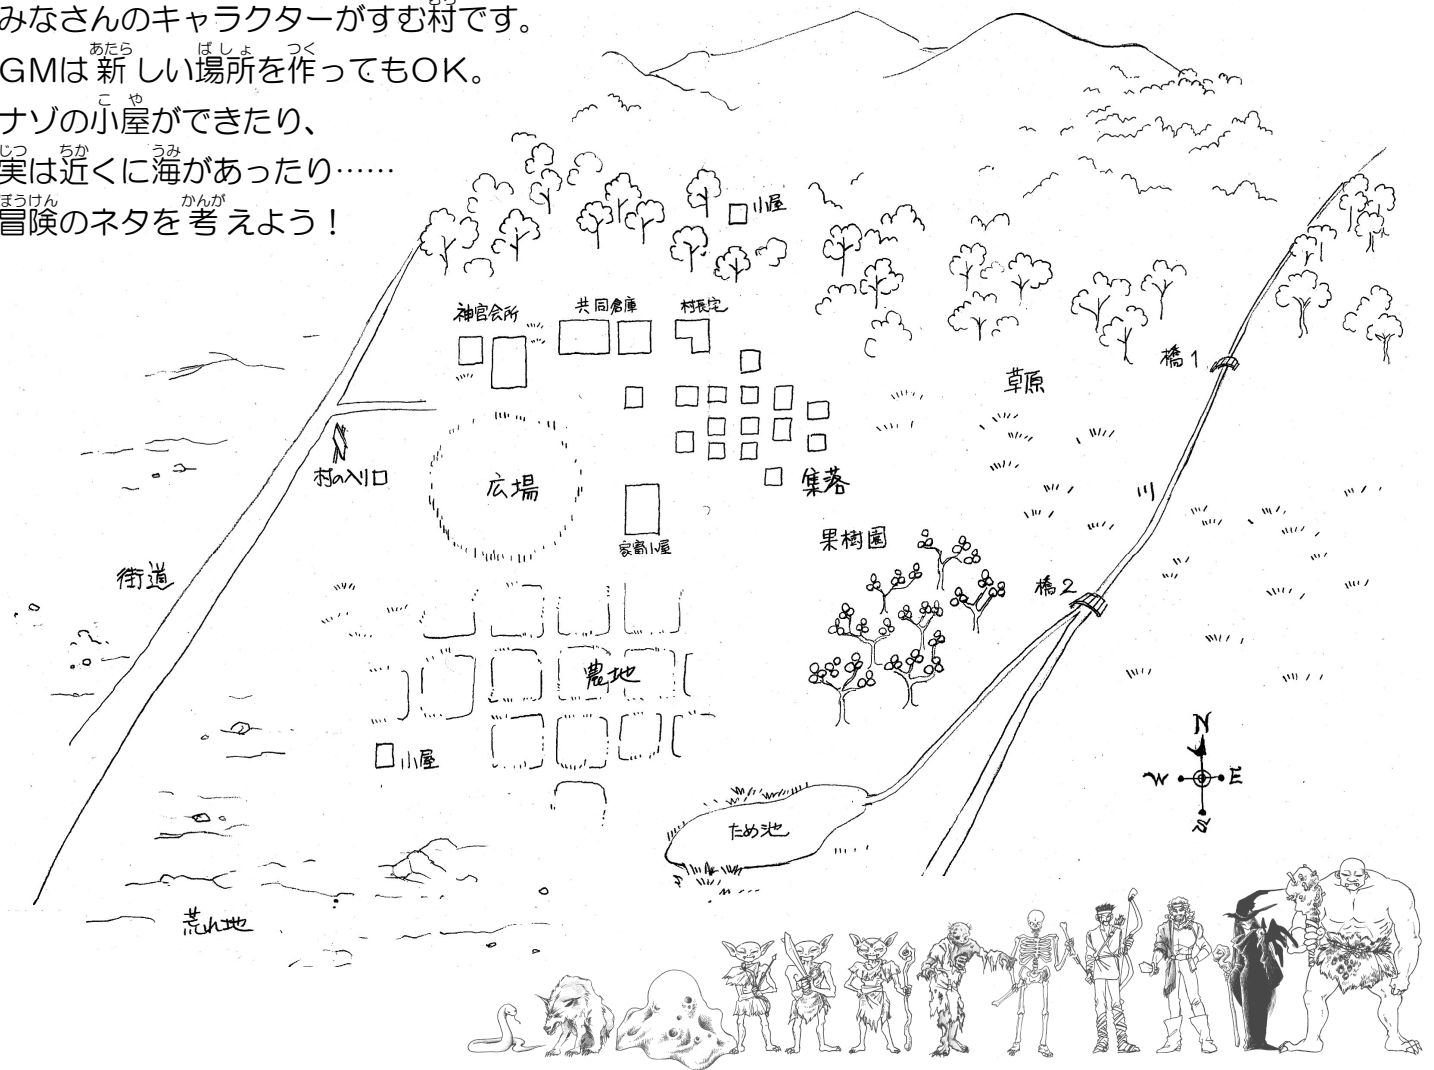 みなさんのキャラクターがすむ村です。
GMは新しい場所を作ってもOK。
ナゾの小屋ができたり、
実は近くに海があったり……
冒険のネタを考えよう！
小屋
神官会所
共同倉庫
村長宅
橋1
草原
村の入り口
広場
集落
川
家畜小屋
果樹園
街道
橋2
農地
小屋
N
W
E
S
ため池
荒れ地